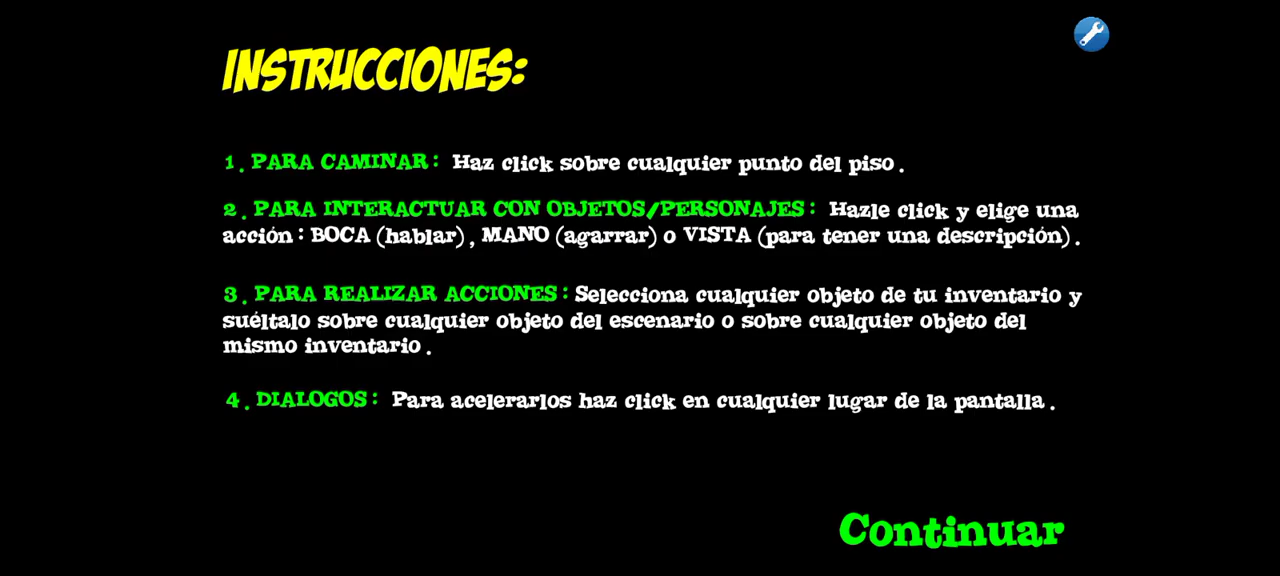 INSTRUCCIONES:
1. PARA CAMINAR: Haz click sobre cualquier punto del piso.
2. PARA INTERACTUAR CON OBJETOS/PERSONAJES: Hazle click y elige una
acción: BOCA (hablar), MANO (agarrar) o VISTA (para tener una descripción).
3. PARA REALIZAR ACCIONES: Selecciona cualquier objeto de tu inventario y
suéltalo sobre cualquier objeto del escenario o sobre cualquier objeto del
mismo inventario.
4. DIALOGOS: Para acelerarlos haz click en cualquier lugar de la pantalla.
Continuar